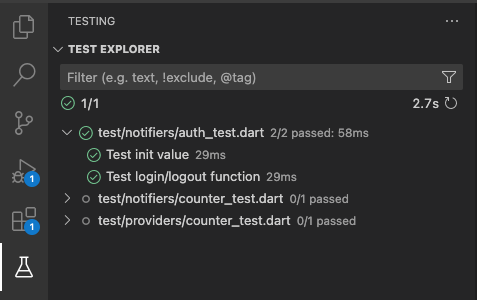 TESTING
TEST EXPLORER
Filter (e.g. text, !exclude, @tag)
1/1 2.7s
test/notifiers/auth_test.dart 2/2 passed: 58ms
Test init value 29ms
Test login/logout function 29ms
1
test/notifiers/counter_test.dart 0/1 passed
test/providers/counter_test.dart 0/1 passed
1